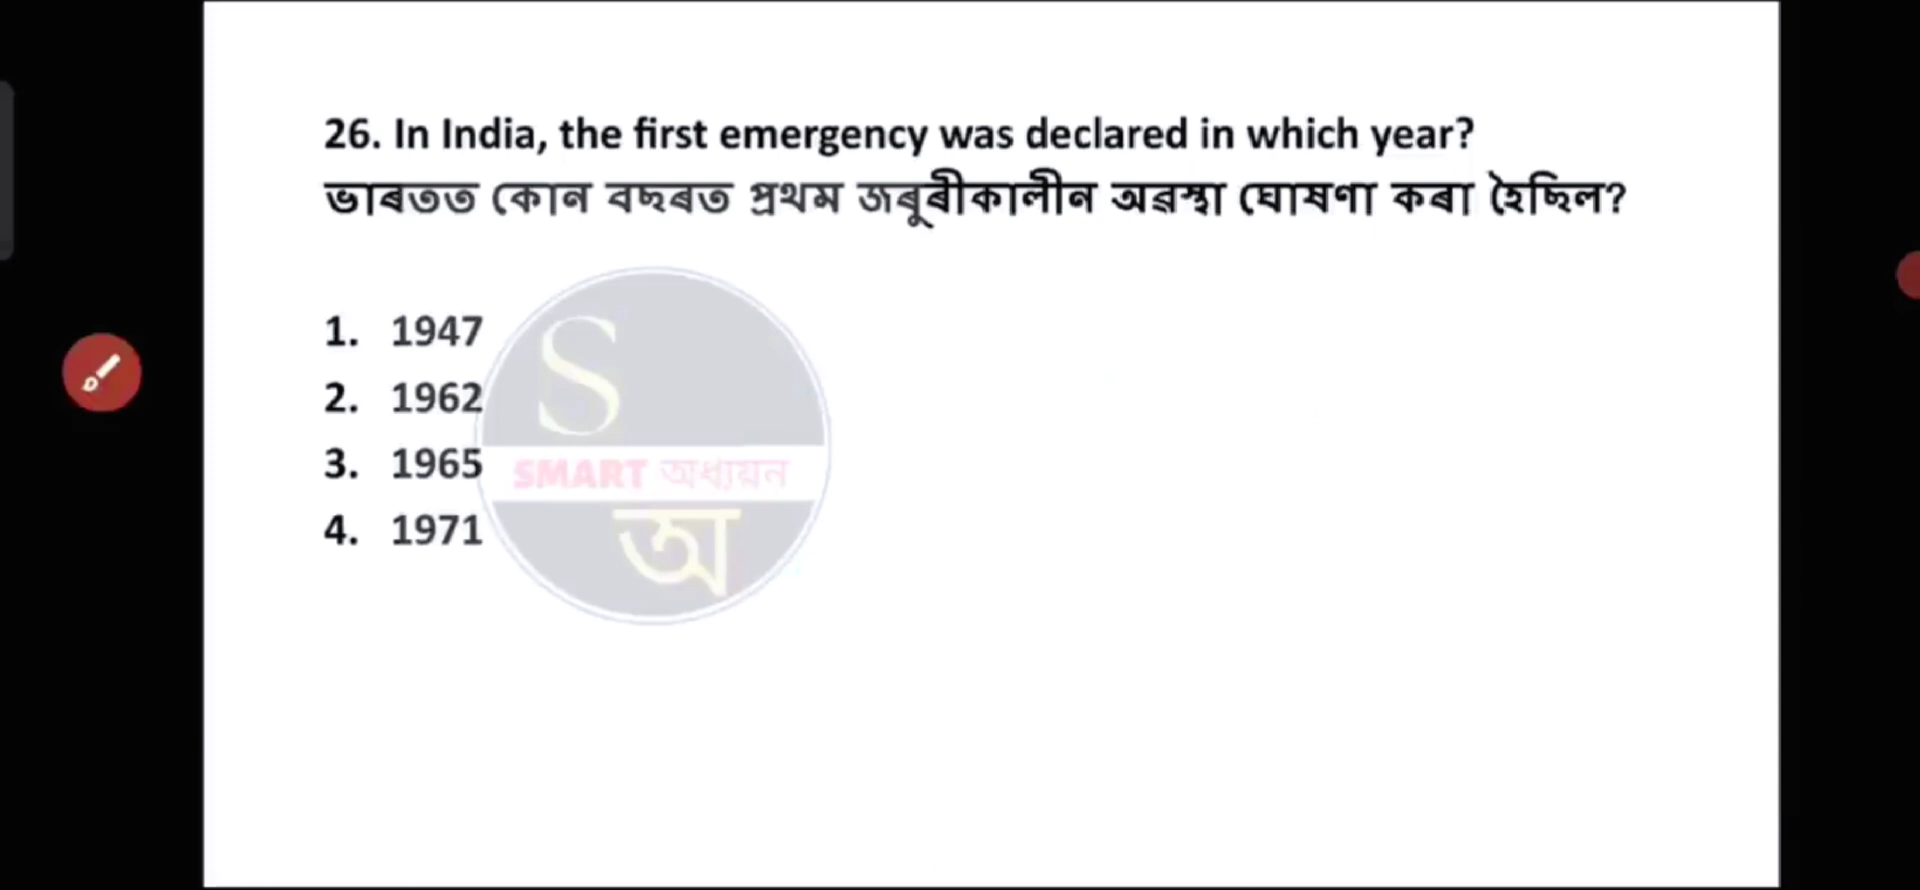 26. In India, the first emergency was declared in which year?
ভাৰতত কোন বছৰত প্ৰথম জৰুৰীকালীন অৱস্থা ঘোষণা কৰা হৈছিল?
1. 1947
2. 1962
3. 1965
4. 1971
S
SMART অধ্যয়ন
অ